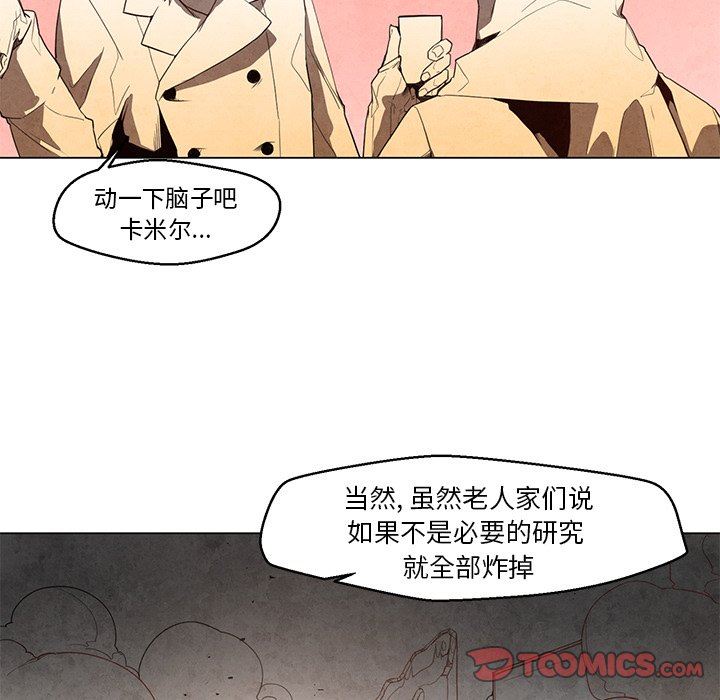 动一下脑子吧
卡米尔...
当然, 虽然老人家们说
如果不是必要的研究
就全部炸掉
TOOMICS.COM